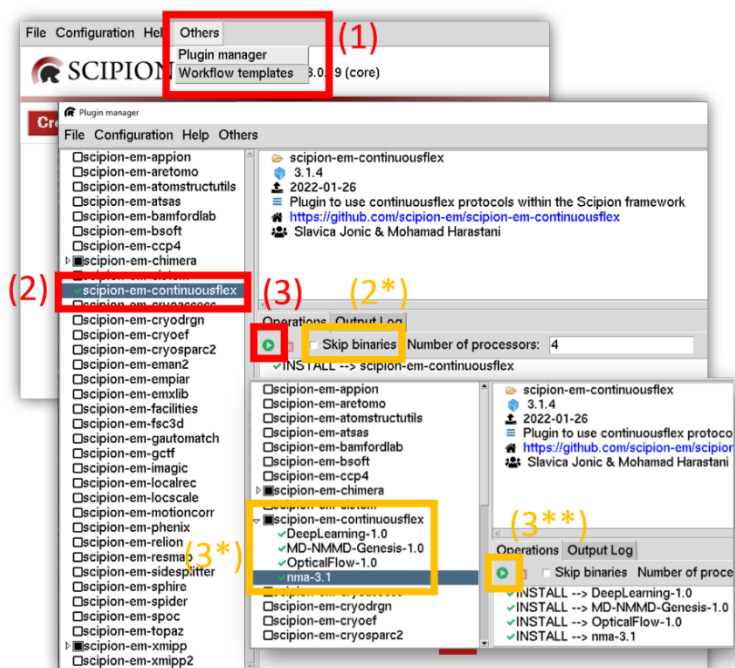 File Configuration Hel Others
(1)
Plugin manager
Workflow templates
SCIPION
3.0. 9 (core)
Cr
Plugin manager
File Configuration Help Others
scipion-em-appion
scipion-em-aretomo
scipion-em-atomstructutils
scipion-em-atsas
scipion-em-bamfordlab
scipion-em-bsoft
scipion-em-ccp4
scipion-em-chimera
(2)
scipion-em-continuousflex
scipion-em-cryoassess
scipion-em-cryodrgn
scipion-em-cryoef
scipion-em-cryosparc2
scipion-em-eman2
scipion-em-empiar
scipion-em-emxlib
scipion-em-facilities
scipion-em-fsc3d
scipion-em-gautomatch
scipion-em-gctf
scipion-em-imagic
scipion-em-localrec
scipion-em-locscale
scipion-em-motioncorr
scipion-em-phenix
scipion-em-relion
scipion-em-resmap
scipion-em-sidesplitter
scipion-em-sphire
scipion-em-spider
scipion-em-spoc
scipion-em-topaz
scipion-em-xmipp
scipion-em-xmipp2
scipion-em-continuousflex
3.1.4
2022-01-26
Plugin to use continuousflex protocols within the Scipion framework
https://github.com/scipion-em/scipion-em-continuousflex
Slavica Jonic & Mohamad Harastani
(3)
(2*)
Operations Output Log
Skip binaries Number of processors: 4
INSTALL --> scipion-em-continuousflex
scipion-em-appion
scipion-em-aretomo
scipion-em-atomstructutils
scipion-em-atsas
scipion-em-bamfordlab
scipion-em-bsoft
scipion-em-ccp4
scipion-em-chimera
(3*)
scipion-em-continuousflex
DeepLearning-1.0
MD-NMMD-Genesis-1.0
OpticalFlow-1.0
nma-3.1
scipion-em-cryodrgn
scipion-em-cryoef
scipion-em-cryosparc2
scipion-em-continuousflex
3.1.4
2022-01-26
Plugin to use continuousflex protoco
https://github.com/scipion-em/scipion
Slavica Jonic & Mohamad Harastani
(3**)
Operations Output Log
Skip binaries Number of proce
INSTALL --> DeepLearning-1.0
INSTALL --> MD-NMMD-Genesis-1.0
INSTALL --> OpticalFlow-1.0
INSTALL --> nma-3.1